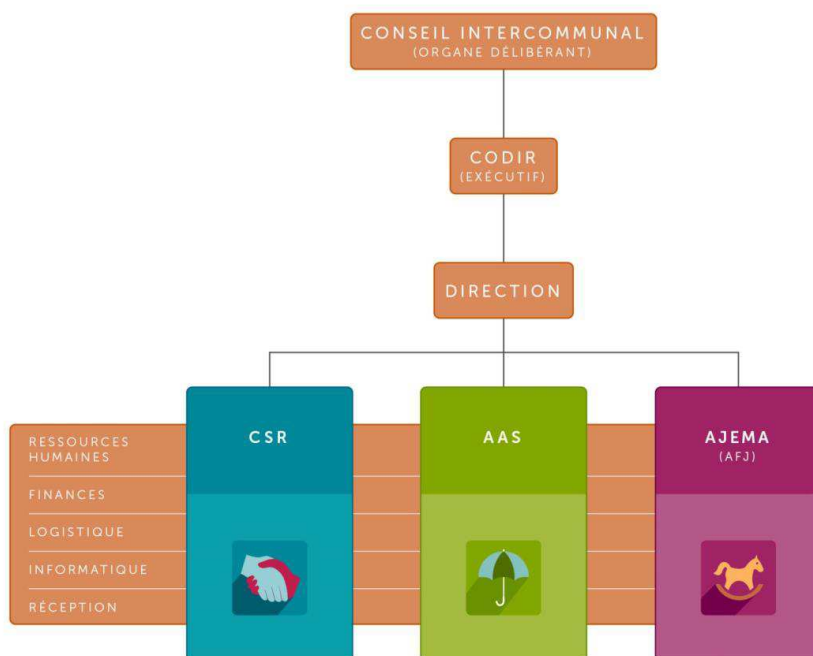 CONSEIL INTERCOMMUNAL
(ORGANE DÉLIBÉRANT)
CODIR
(EXÉCUTIF)
DIRECTION
CSR
AAS
AJEMA
(AFJ)
RESSOURCES
HUMAINES
FINANCES
LOGISTIQUE
INFORMATIQUE
RÉCEPTION